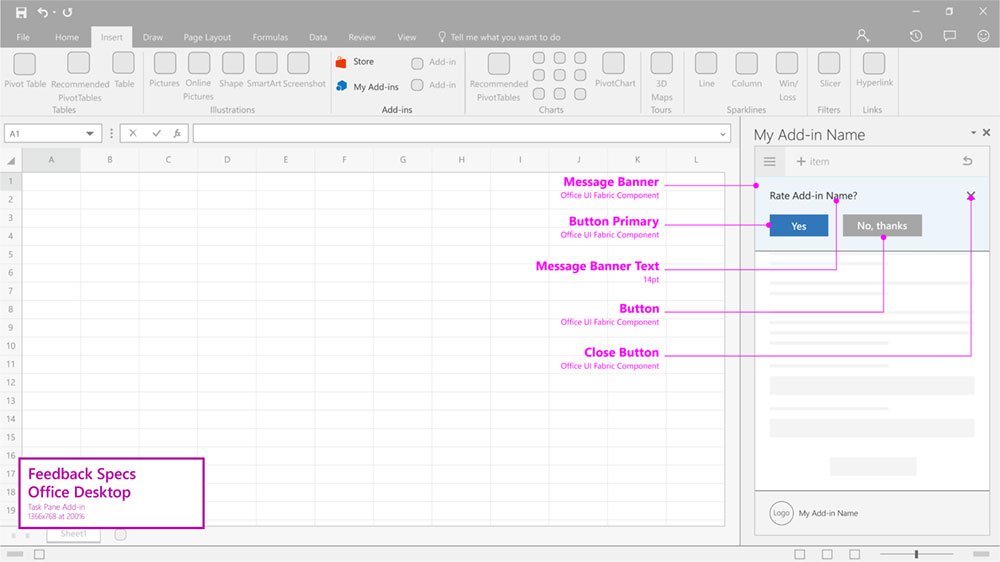 File Home Insert Draw Page Layout Formulas Data Review View Tell me what you want to do
Pivot Table
Recommended
PivotTables
Table
Tables
Pictures
Online
Pictures
Shape
SmartArt
Screenshot
Illustrations
Store
My Add-ins
Add-in
Add-in
Add-ins
Recommended
PivotTables
PivotChart
Charts
3D
Maps
Tours
Line
Column
Win/
Loss
Sparklines
Slicer
Filters
Hyperlink
Links
A1
fx
A B C D E F G H I J K L
1
2
3
4
5
6
7
8
9
10
11
12
13
14
15
16
17
18
19
Message Banner
Office UI Fabric Component
Button Primary
Office UI Fabric Component
Message Banner Text
14pt
Button
Office UI Fabric Component
Close Button
Office UI Fabric Component
My Add-in Name
item
Rate Add-in Name?
Yes
No, thanks
Logo
My Add-in Name
Feedback Specs
Office Desktop
Task Pane Add-in
1366x768 at 200%
Sheet1